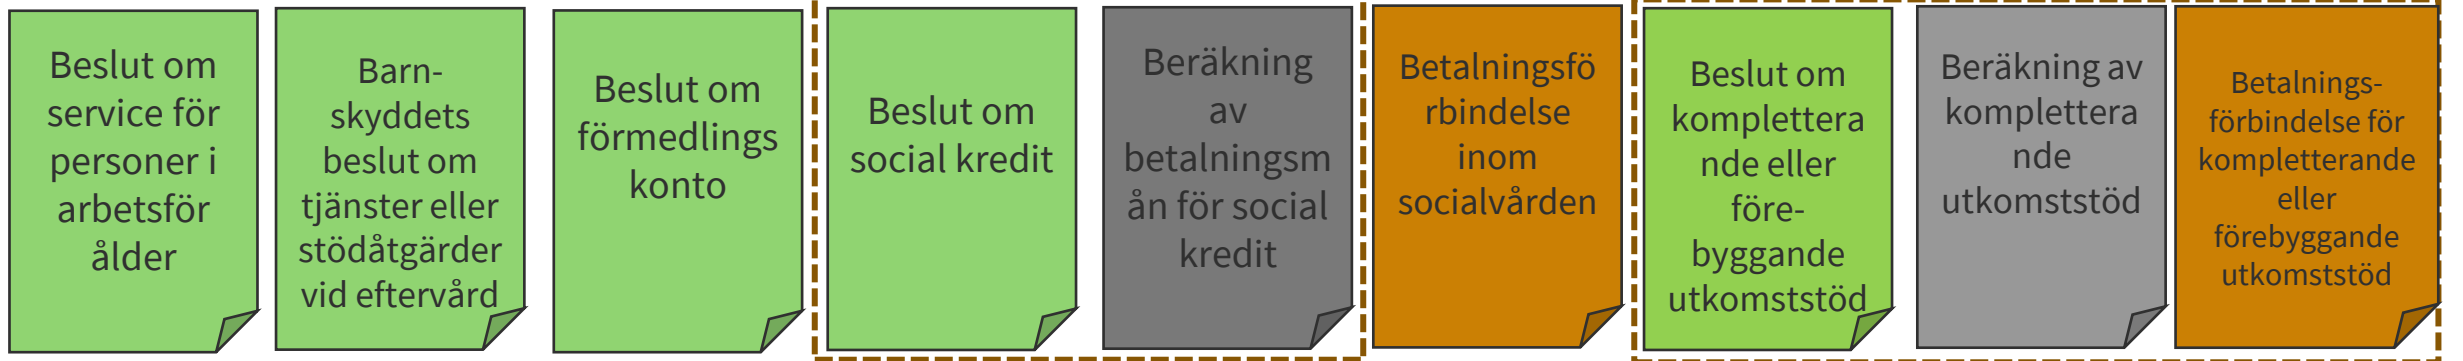 Beslut om
service för
personer i
arbetsför
ålder
Barn-
skyddets
beslut om
tjänster eller
stödåtgärder
vid eftervård
Beslut om
förmedlings
konto
Beslut om
social kredit
Beräkning
av
betalningsm
ån för social
kredit
Betalningsfö
rbindelse
inom
socialvården
Beslut om
komplettera
nde eller
före-
byggande
utkomststöd
Beräkning av
komplettera
nde
utkomststöd
Betalnings-
förbindelse för
kompletterande
eller
förebyggande
utkomststöd